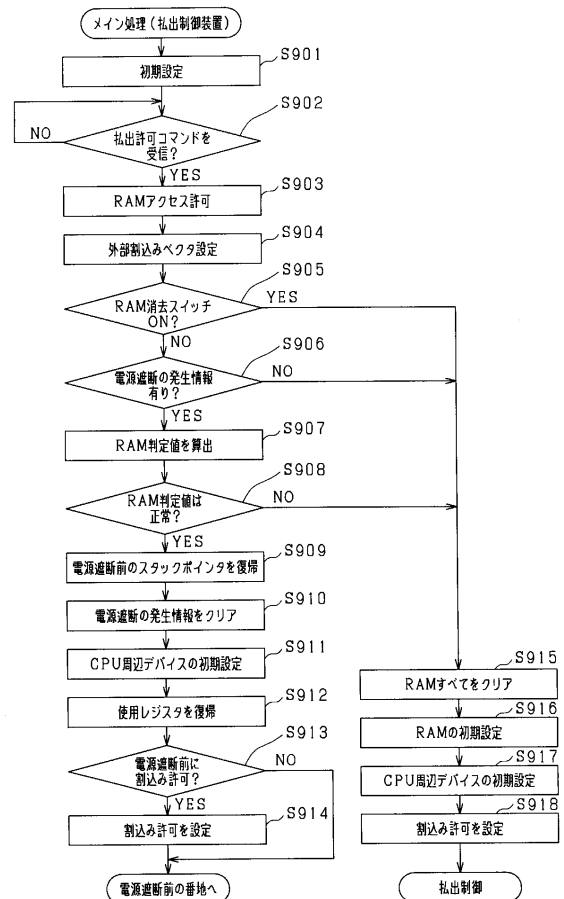 メイン処理（払出制御装置）
S901
初期設定
S902
払出許可コマンドを
受信？
NO
YES
S903
RAMアクセス許可
S904
外部割込みベクタ設定
S905
RAM消去スイッチ
ON？
YES
NO
S906
電源遮断の発生情報
有り？
NO
YES
S907
RAM判定値を算出
S908
RAM判定値は
正常？
NO
YES
S909
電源遮断前のスタックポインタを復帰
S910
電源遮断の発生情報をクリア
S911
CPU周辺デバイスの初期設定
S912
使用レジスタを復帰
S913
電源遮断前に
割込み許可？
NO
YES
S914
割込み許可を設定
電源遮断前の番地へ
S915
RAMすべてをクリア
S916
RAMの初期設定
S917
CPU周辺デバイスの初期設定
S918
割込み許可を設定
払出制御